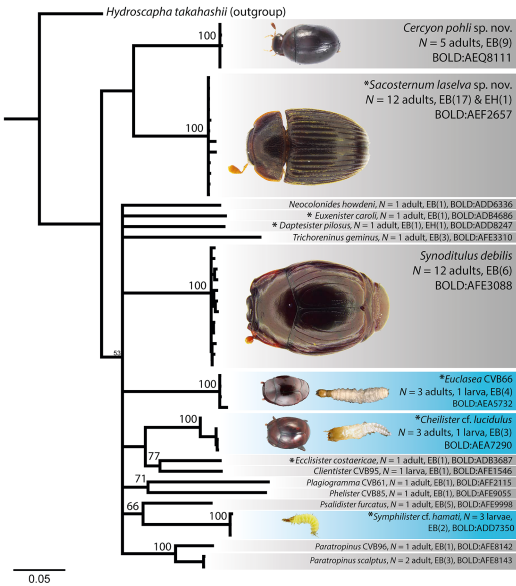 Hydroscapha takahashii (outgroup)
Cercyon pohli sp. nov.
N = 5 adults, EB(9)
BOLD:AEQ8111
100
*Sacosternum laselva sp. nov.
N = 12 adults, EB(17) & EH(1)
BOLD:AEF2657
100
Neocolonides howdeni, N = 1 adult, EB(1), BOLD:ADD6336
* Euxenister caroli, N = 1 adult, EB(1), BOLD:ADB4686
* Daptesister pilosus, N = 1 adult, EB(1), EH(1), BOLD:ADD8247
Trichoreninus geminus, N = 1 adult, EB(3), BOLD:AFE3310
Synoditulus debilis
N = 12 adults, EB(6)
BOLD:AFE3088
100
53
*Euclasea CVB66
N = 3 adults, 1 larva, EB(4)
BOLD:AEA5732
100
*Cheilister cf. lucidulus
N = 3 adults, 1 larva, EB(3)
BOLD:AEA7290
100
*Ecclisister costaericae, N = 1 adult, EB(1), BOLD:ADB3687
77
Clientister CVB95, N = 1 larva, EB(1), BOLD:AFE1546
71
Plagiogramma CVB61, N = 1 adult, EB(1), BOLD:AFF2115
Phelister CVB85, N = 1 adult, EB(1), BOLD:AFE9055
66
Psalidister furcatus, N = 1 adult, EB(5), BOLD:AFE9998
*Symphilister cf. hamati, N = 3 larvae,
EB(2), BOLD:ADD7350
100
100
Paratropinus CVB96, N = 1 adult, EB(1), BOLD:AFE8142
Paratropinus scalptus, N = 2 adult, EB(3), BOLD:AFE8143
0.05